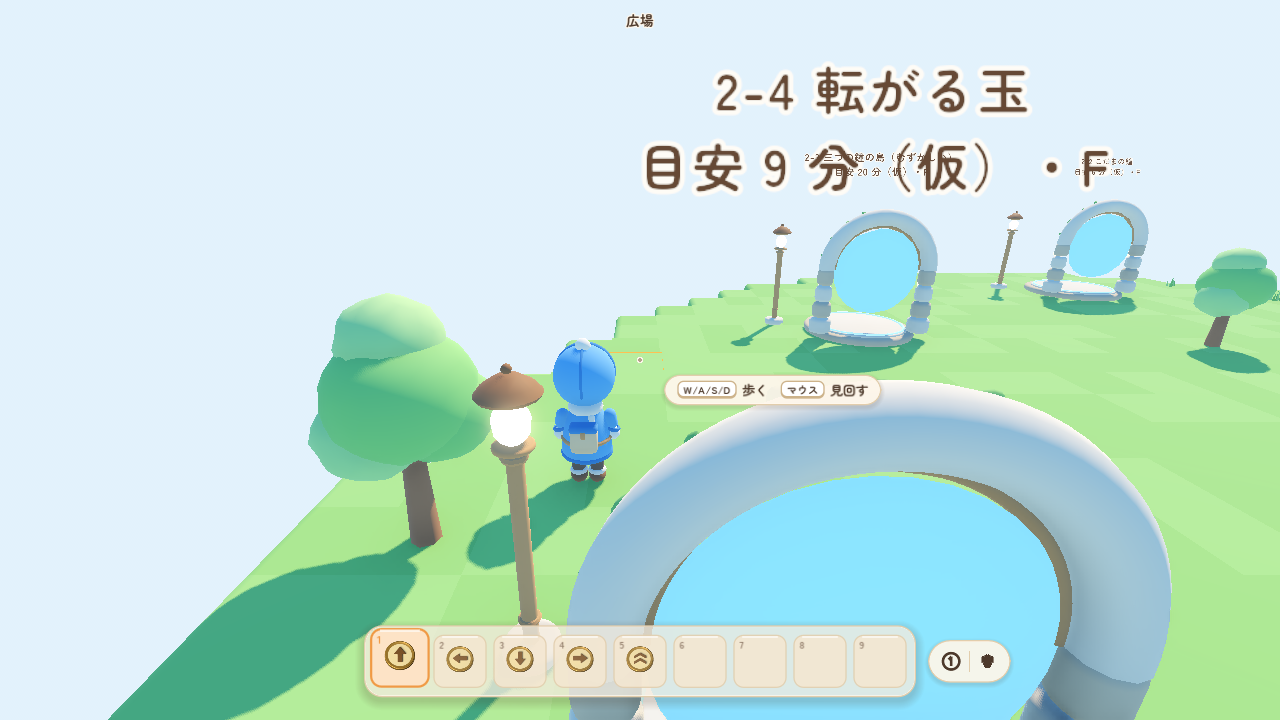 広場
2-4 転がる玉
目安 9 分（仮）・F
W/A/S/D 歩く マウス 見回す
1 2 3 4 5 6 7 8 9
①